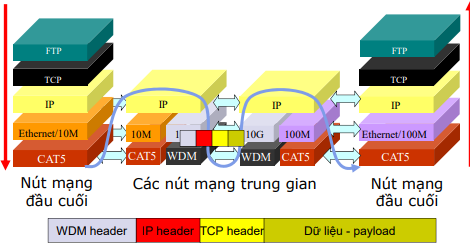 FTP
TCP
IP
Ethernet/10M
CAT5
IP
10M
CAT5
WDM
IP
10G
100M
WDM
CAT5
FTP
TCP
IP
Ethernet/100M
CAT5
Nút mạng
đầu cuối
Các nút mạng trung gian
Nút mạng
đầu cuối
WDM header
IP header
TCP header
Dữ liệu - payload